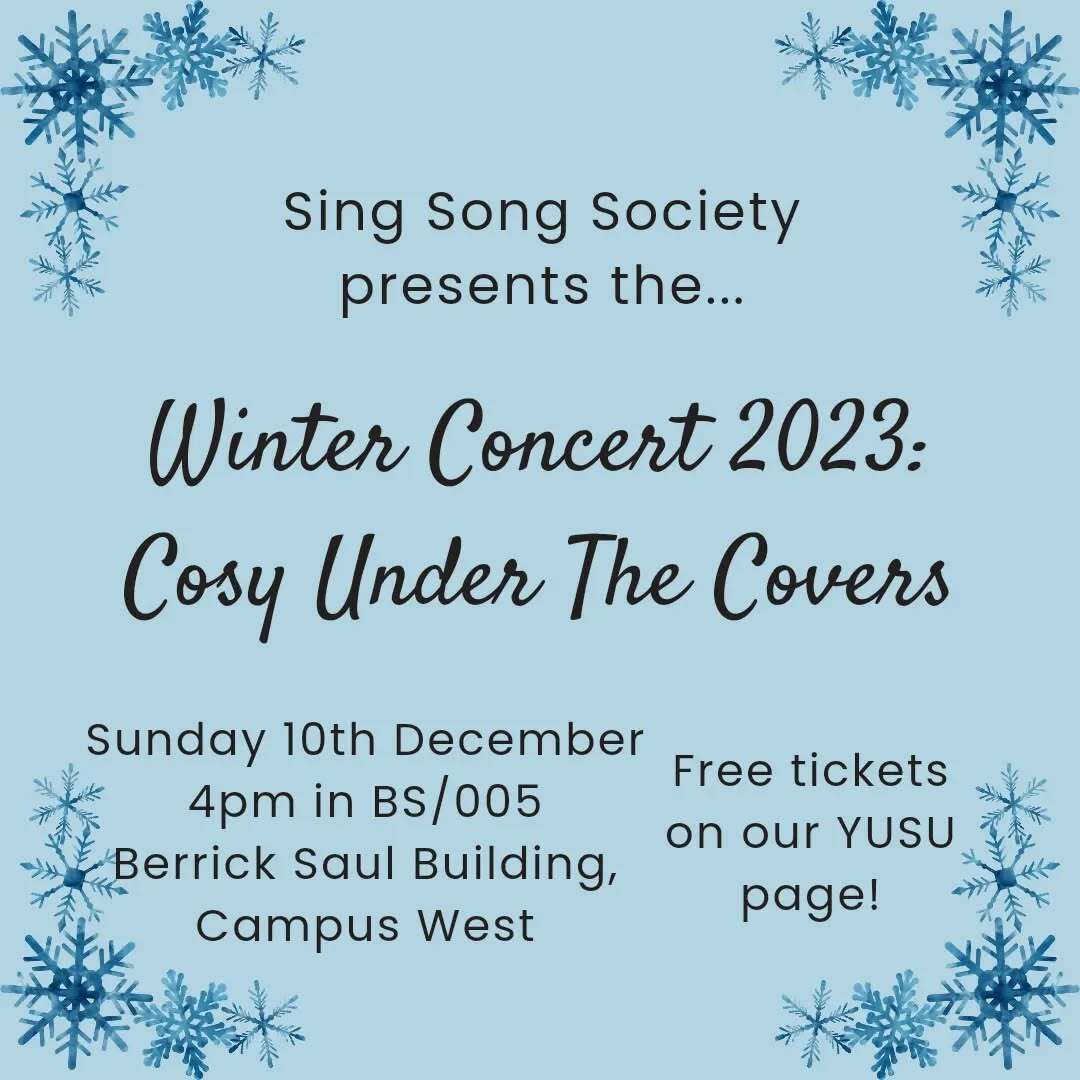 Sing Song Society
presents the...
Winter Concert 2023:
Cosy Under The Covers
Sunday 10th December
4pm in BS/005
Berrick Saul Building,
Campus West
Free tickets
on our YUSU
page!